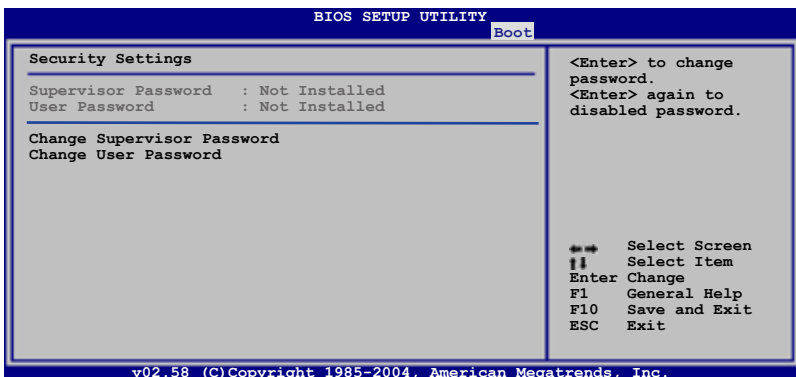 BIOS SETUP UTILITY
Boot
Security Settings
Supervisor Password : Not Installed
User Password : Not Installed
Change Supervisor Password
Change User Password
<Enter> to change
password.
<Enter> again to
disabled password.
Select Screen
Select Item
Enter Change
F1 General Help
F10 Save and Exit
ESC Exit
v02.58 (C)Copyright 1985-2004, American Megatrends, Inc.